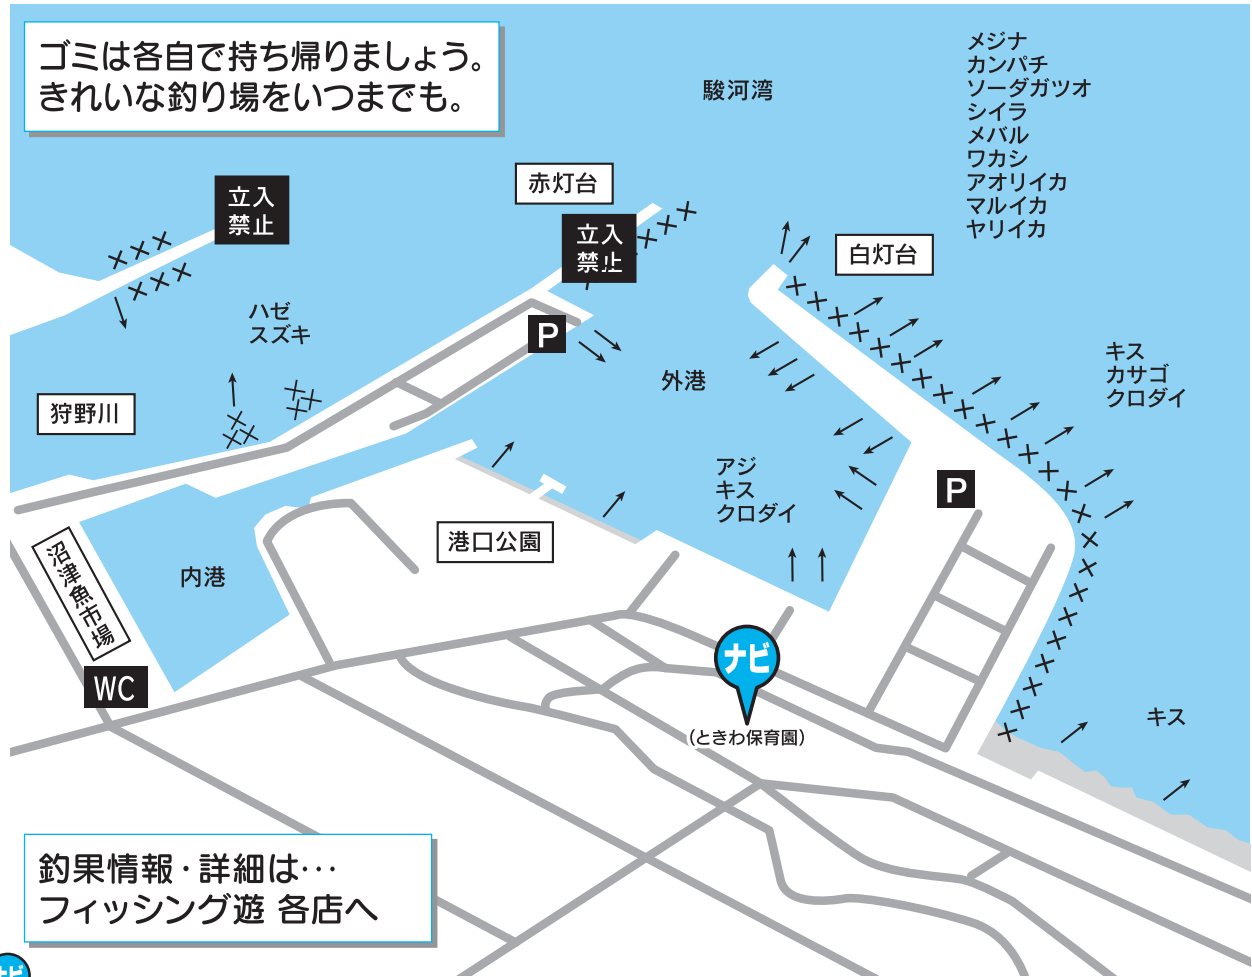 ゴミは各自で持ち帰りましょう。
きれいな釣り場をいつまでも。
駿河湾
メジナ
カンパチ
ソーダガツオ
シイラ
メバル
ワカシ
アオリイカ
マルイカ
ヤリイカ
立入
禁止
赤灯台
立入
禁止
白灯台
ハゼ
スズキ
P
外港
キス
カサゴ
クロダイ
狩野川
アジ
キス
クロダイ
P
港口公園
沼津魚市場
内港
WC
ナビ
(ときわ保育園)
キス
釣果情報・詳細は…
フィッシング遊 各店へ
ナビ